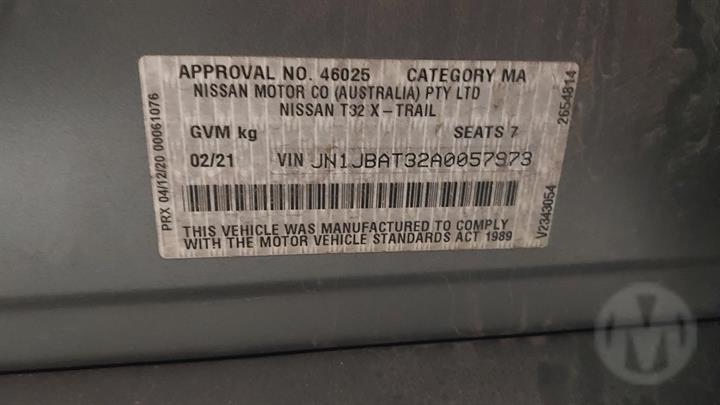 APPROVAL NO. 46025 CATEGORY MA
NISSAN MOTOR CO (AUSTRALIA) PTY LTD
NISSAN T32 X-TRAIL
GVM kg SEATS 7
02/21 VIN JN1JBAT32A0057973
THIS VEHICLE WAS MANUFACTURED TO COMPLY
WITH THE MOTOR VEHICLE STANDARDS ACT 1989
PRX 04/12/20 00061076
2654814
V2343054
M